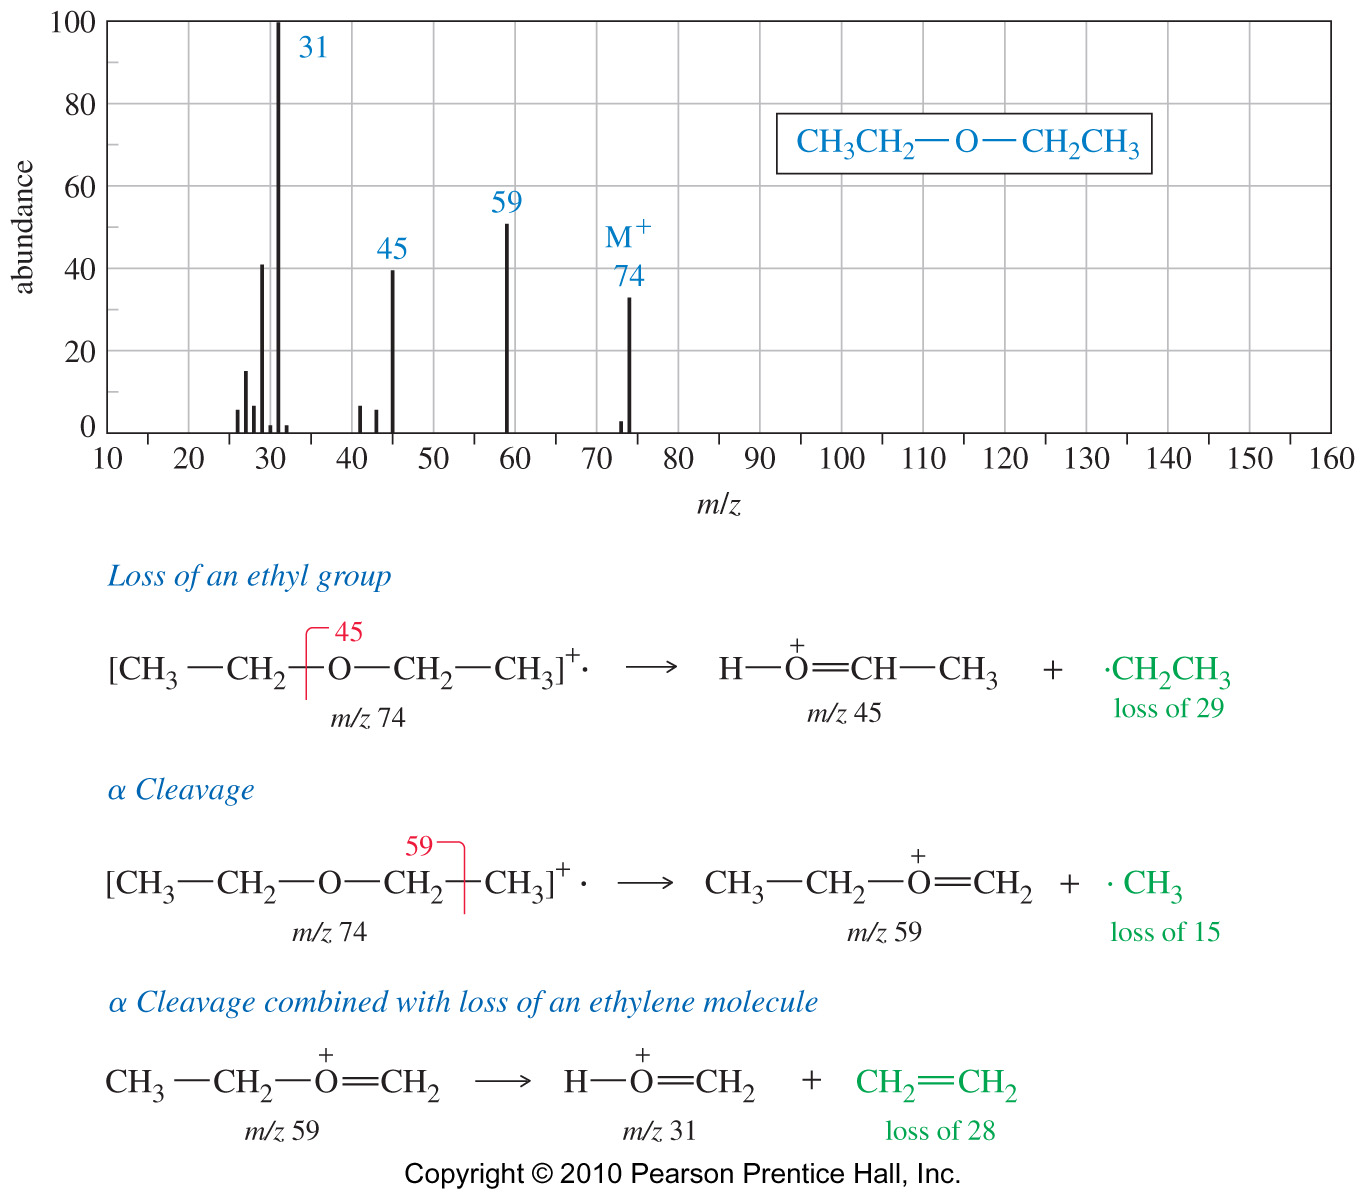 100
80
60
40
20
0
abundance
31
45
59
M⁺
74
CH₃CH₂—O—CH₂CH₃
10 20 30 40 50 60 70 80 90 100 110 120 130 140 150 160
m/z
Loss of an ethyl group
45
[CH₃—CH₂—O—CH₂—CH₃]⁺· → H—O⁺=CH—CH₃ + ·CH₂CH₃
m/z 74 m/z 45 loss of 29
α Cleavage
59
[CH₃—CH₂—O—CH₂—CH₃]⁺· → CH₃—CH₂—O⁺=CH₂ + ·CH₃
m/z 74 m/z 59 loss of 15
α Cleavage combined with loss of an ethylene molecule
CH₃—CH₂—O⁺=CH₂ → H—O⁺=CH₂ + CH₂=CH₂
m/z 59 m/z 31 loss of 28
Copyright © 2010 Pearson Prentice Hall, Inc.